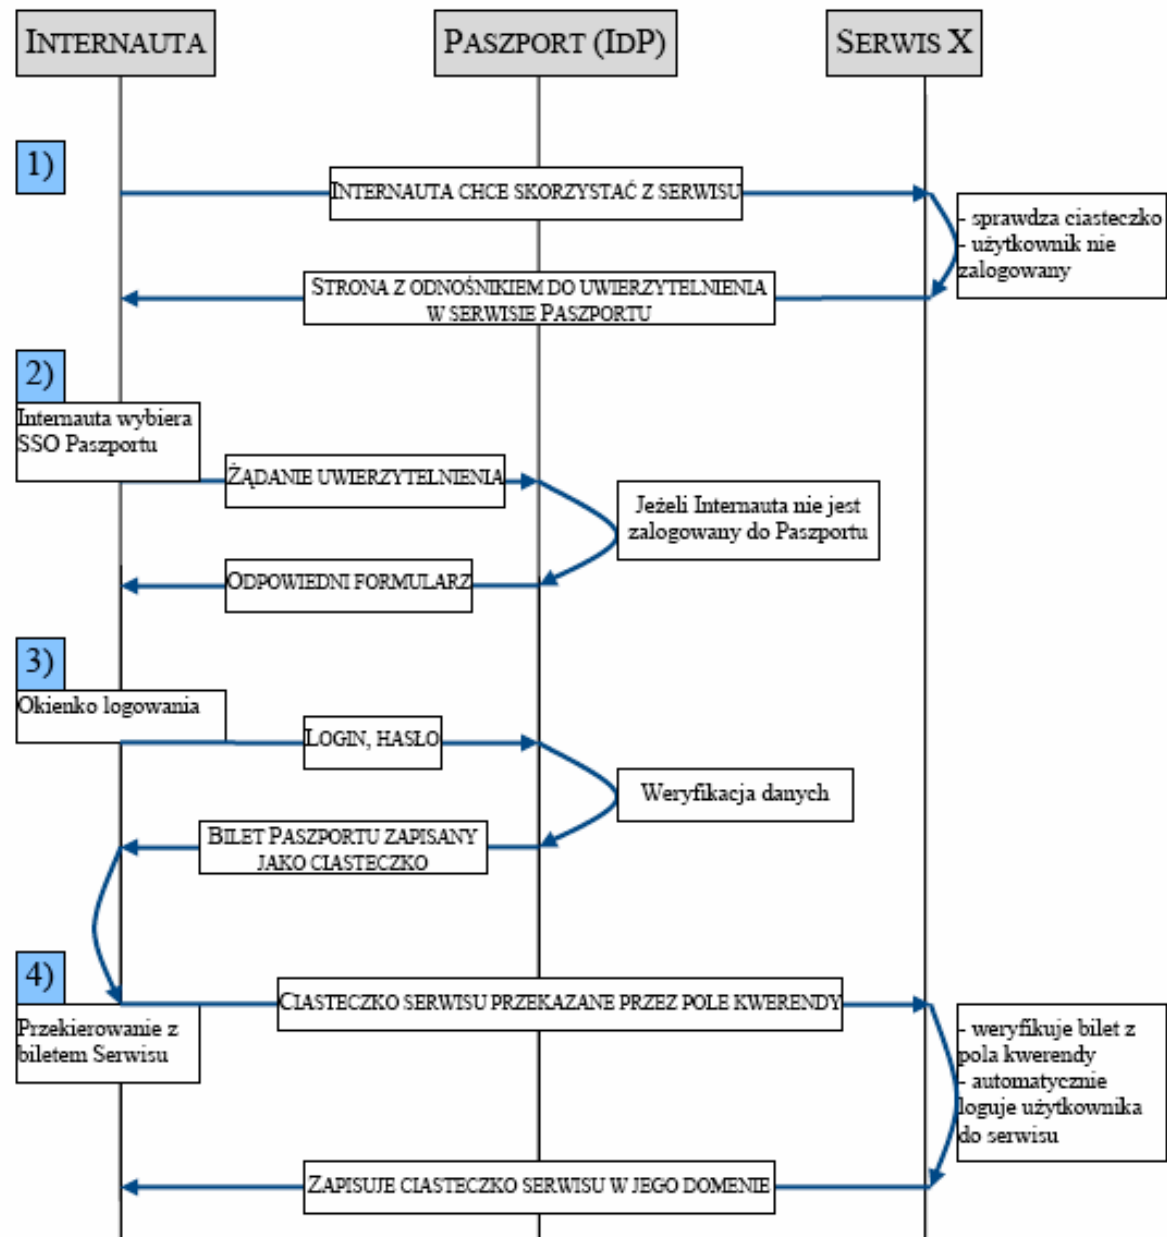 INTERNAUTA
PASZPORT (IDP)
SERWIS X
1)
INTERNAUTA CHCE SKORZYSTAĆ Z SERWISU
- sprawdza ciasteczko
- użytkownik nie
zalogowany
STRONA Z ODNOŚNIKIEM DO UWIERZYTELNIENIA
W SERWISIE PASZPORTU
2)
Internauta wybiera
SSO Paszportu
ŻĄDANIE UWIERZYTELNIENIA
Jeżeli Internauta nie jest
zalogowany do Paszportu
ODPOWIEDNI FORMULARZ
3)
Okienko logowania
LOGIN, HASŁO
Weryfikacja danych
BILET PASZPORTU ZAPISANY
JAKO CIASTECZKO
4)
Przekierowanie z
biletem Serwisu
CIASTECZKO SERWISU PRZEKAZANE PRZEZ POLE KWERENDY
- weryfikuje bilet z
pola kwerendy
- automatycznie
loguje użytkownika
do serwisu
ZAPISUJE CIASTECZKO SERWISU W JEGO DOMENIE